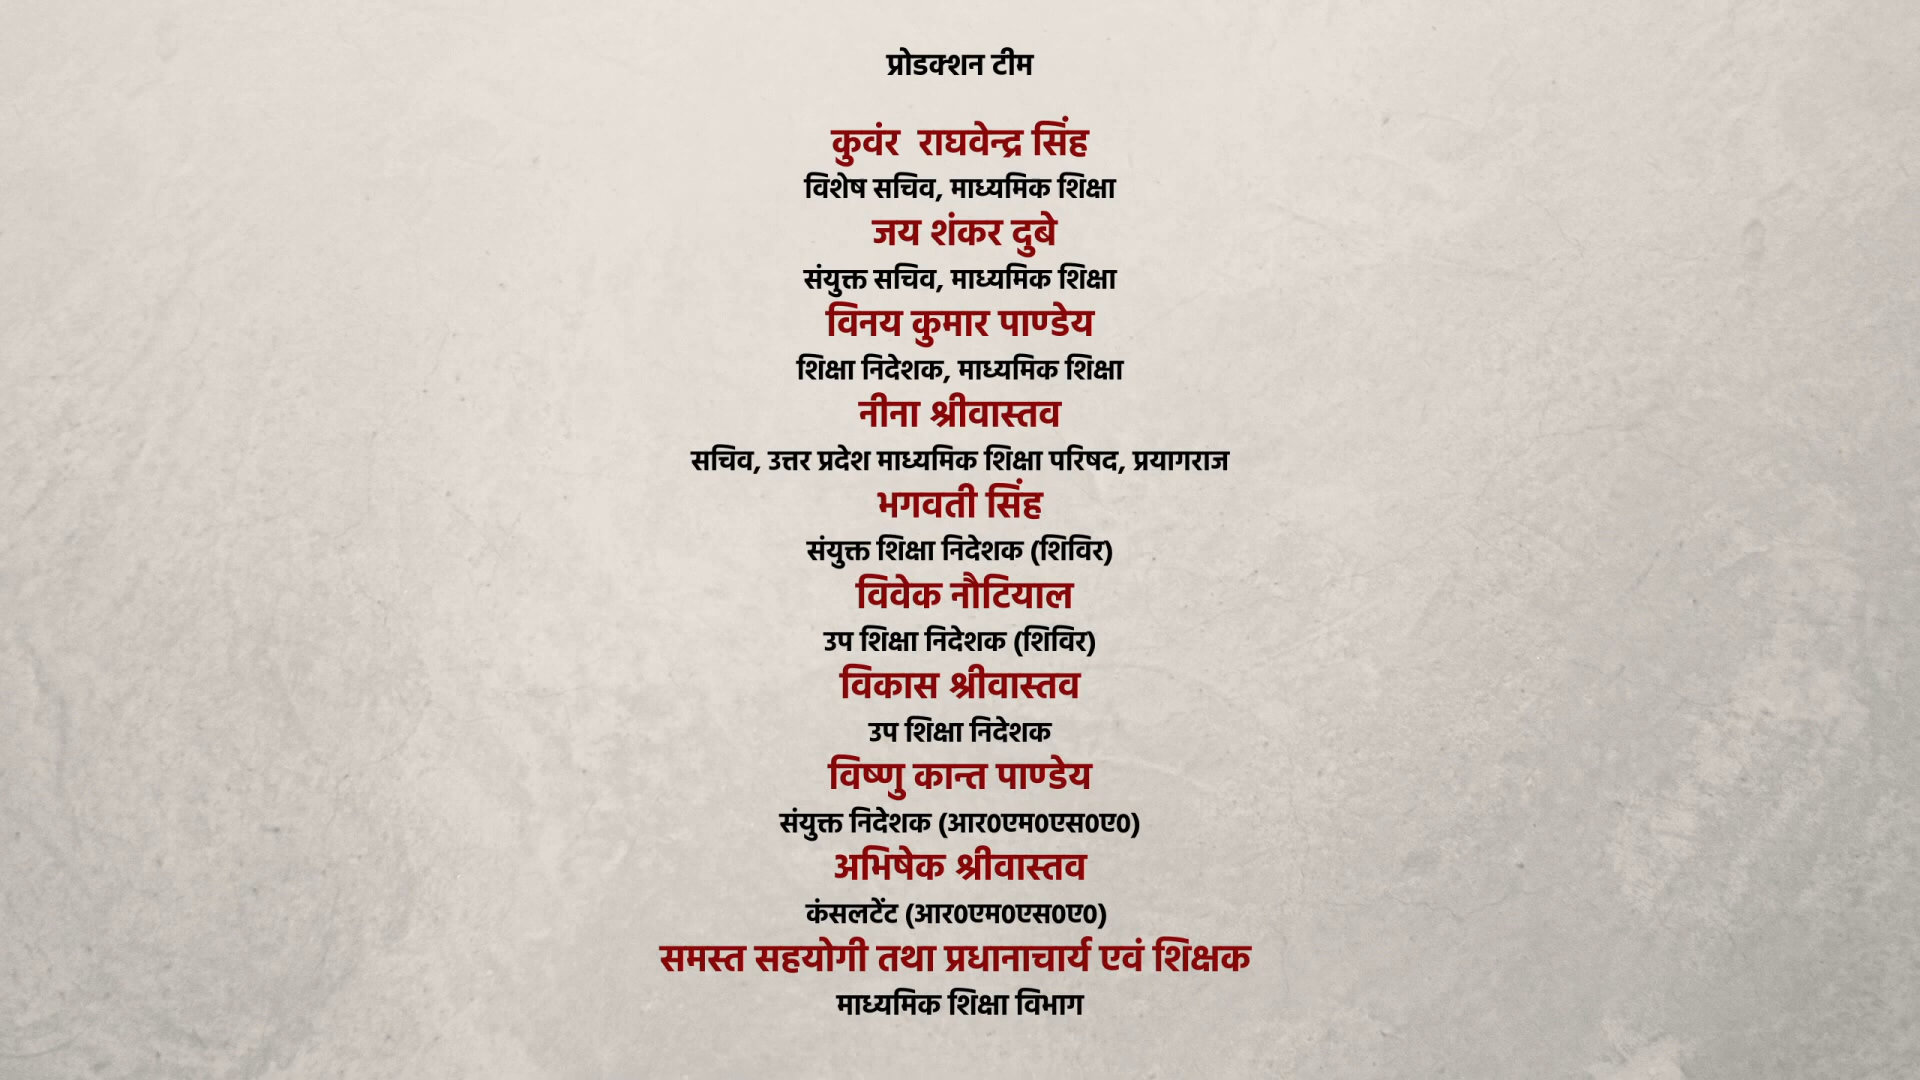 प्रोडक्शन टीम
कुवंर राघवेन्द्र सिंह
विशेष सचिव, माध्यमिक शिक्षा
जय शंकर दुबे
संयुक्त सचिव, माध्यमिक शिक्षा
विनय कुमार पाण्डेय
शिक्षा निदेशक, माध्यमिक शिक्षा
नीना श्रीवास्तव
सचिव, उत्तर प्रदेश माध्यमिक शिक्षा परिषद, प्रयागराज
भगवती सिंह
संयुक्त शिक्षा निदेशक (शिविर)
विवेक नौटियाल
उप शिक्षा निदेशक (शिविर)
विकास श्रीवास्तव
उप शिक्षा निदेशक
विष्णु कान्त पाण्डेय
संयुक्त निदेशक (आर0एम0एस0ए0)
अभिषेक श्रीवास्तव
कंसलटेंट (आर0एम0एस0ए0)
समस्त सहयोगी तथा प्रधानाचार्य एवं शिक्षक
माध्यमिक शिक्षा विभाग